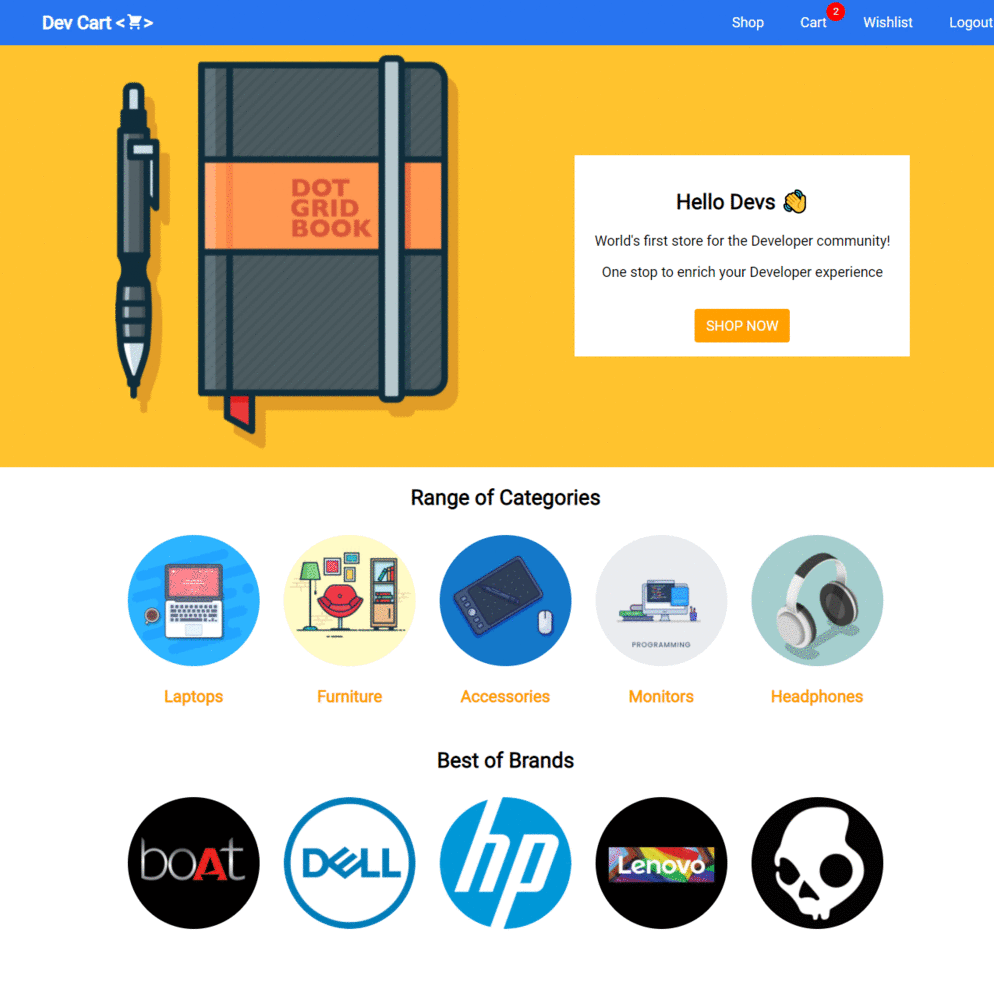 Dev Cart < >
Shop
Cart
2
Wishlist
Logout
DOT
GRID
BOOK
Hello Devs 👋
World's first store for the Developer community!
One stop to enrich your Developer experience
SHOP NOW
Range of Categories
PROGRAMMING
Laptops
Furniture
Accessories
Monitors
Headphones
Best of Brands
boAt
DELL
hp
Lenovo